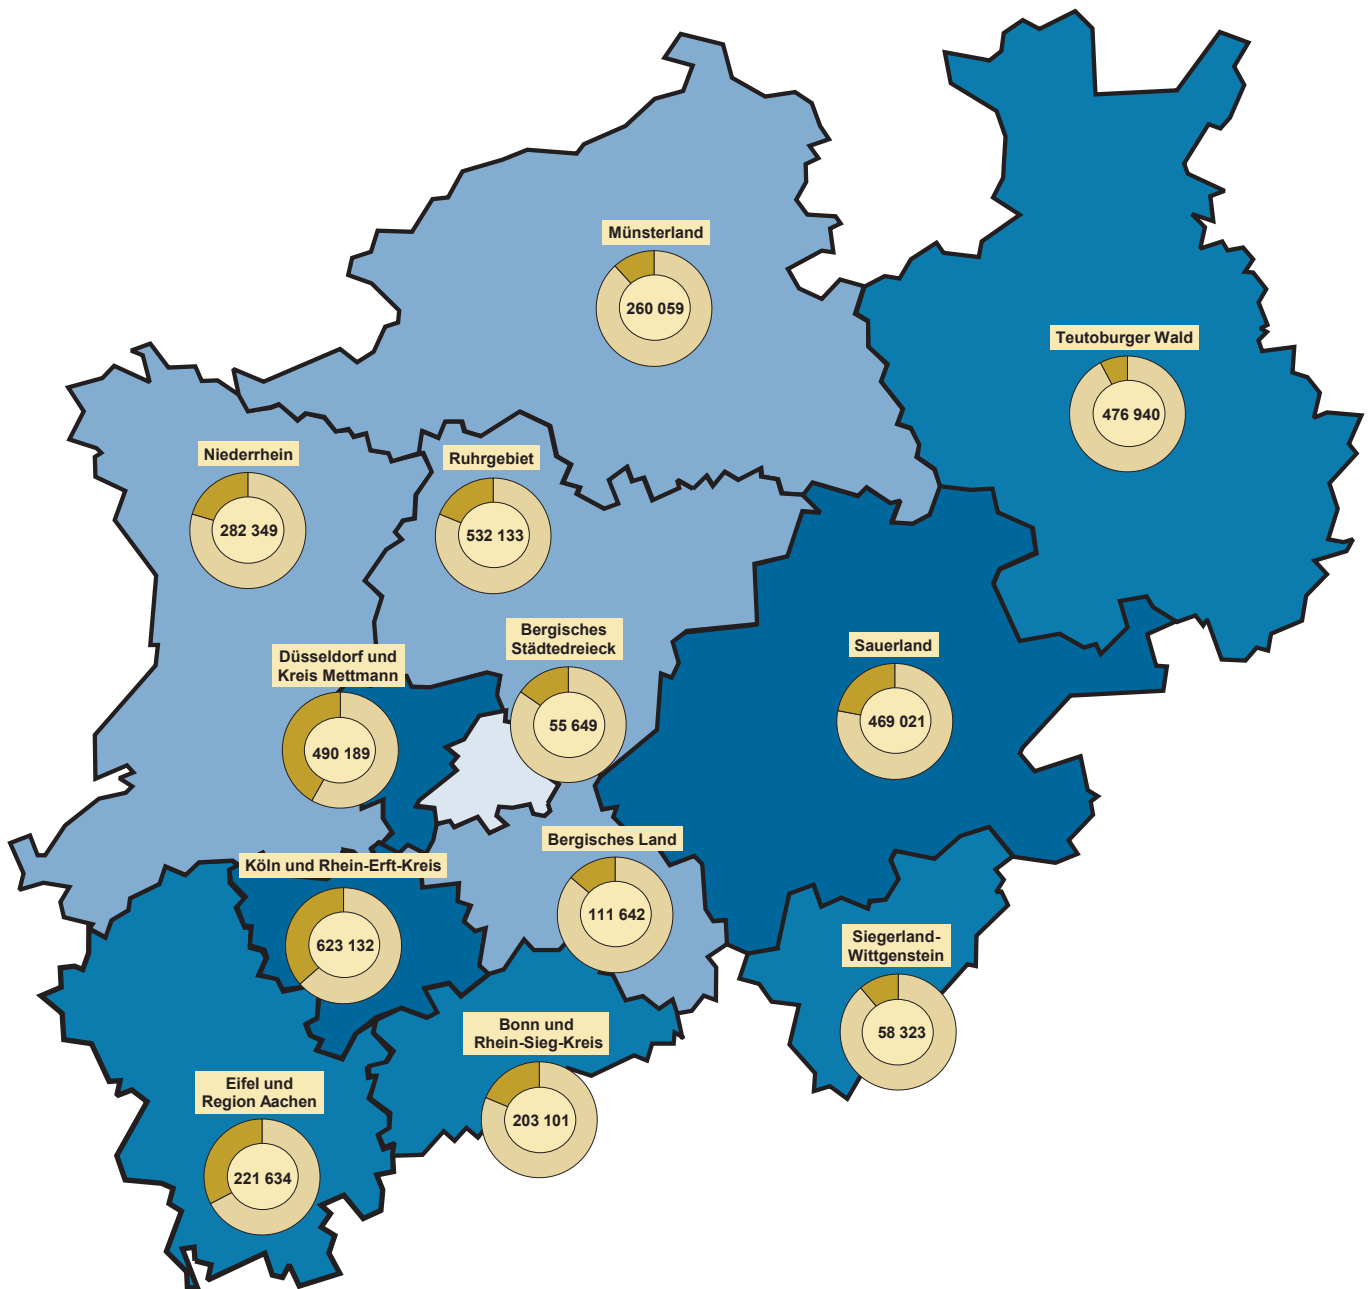 Münsterland
260 059
Teutoburger Wald
476 940
Niederrhein
282 349
Ruhrgebiet
532 133
Bergisches
Städtedreieck
55 649
Düsseldorf und
Kreis Mettmann
490 189
Sauerland
469 021
Bergisches Land
111 642
Köln und Rhein-Erft-Kreis
623 132
Siegerland-
Wittgenstein
58 323
Bonn und
Rhein-Sieg-Kreis
203 101
Eifel und
Region Aachen
221 634